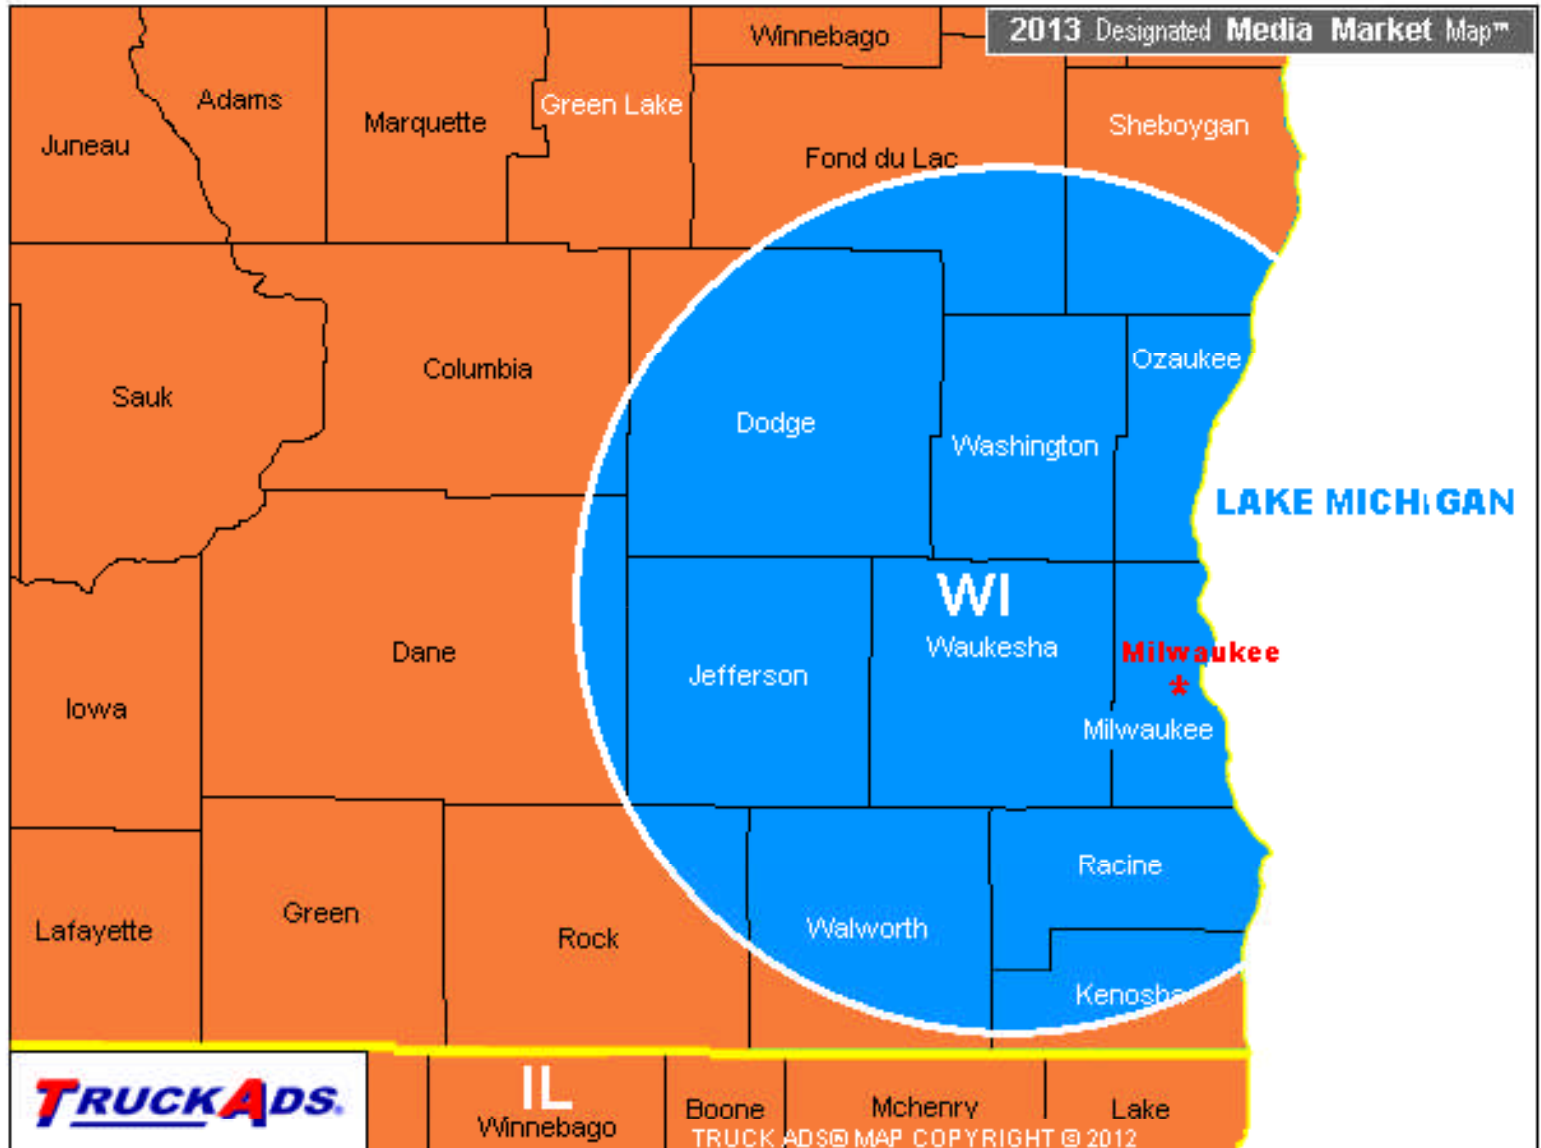 2013 Designated Media Market Map™
Winnebago
Adams
Green Lake
Marquette
Sheboygan
Juneau
Fond du Lac
Ozaukee
Columbia
Sauk
Dodge
Washington
LAKE MICHIGAN
WI
Waukesha
Dane
Milwaukee
*
Jefferson
Iowa
Milwaukee
Racine
Green
Walworth
Lafayette
Rock
Kenosha
TRUCKADS.
IL
Winnebago
Boone
Mchenry
Lake
TRUCK ADS® MAP COPYRIGHT © 2012